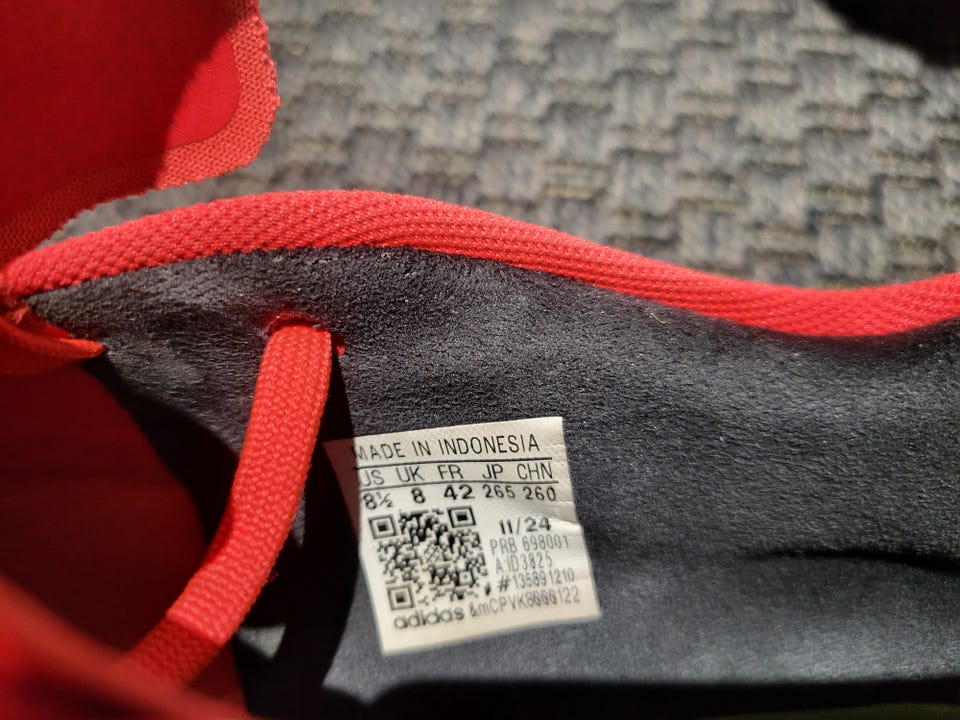 MADE IN INDONESIA
US UK FR JP CHN
8½ 8 42 265 260
11/24
PRB 698001
A:ID3825
#135891210
adidas &mCPVK8000122